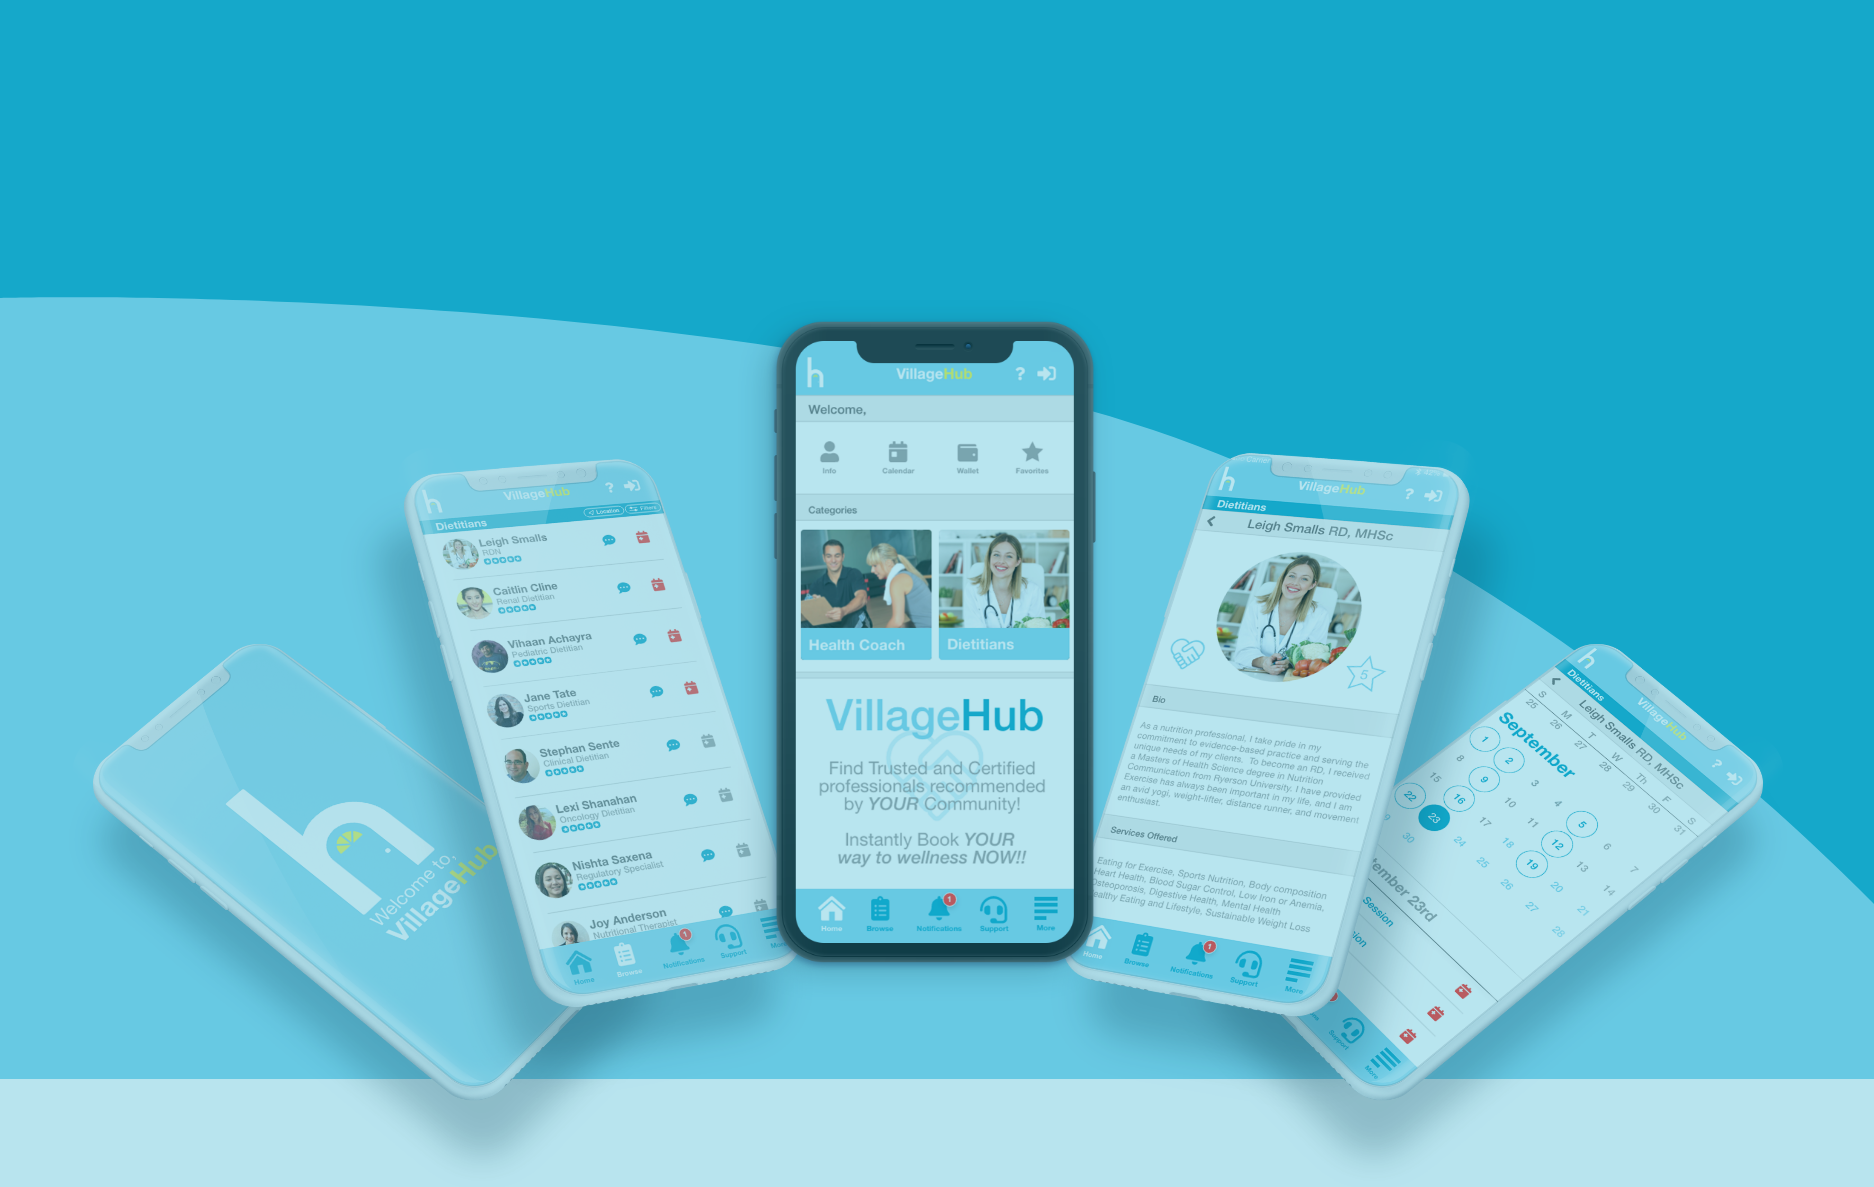 h
Welcome to,
VillageHub
h
VillageHub
?
Dietitians
Location
Filters
Leigh Smalls
RDN
Caitlin Cline
Renal Dietitian
Vihaan Achayra
Pediatric Dietitian
Jane Tate
Sports Dietitian
Stephan Sente
Clinical Dietitian
Lexi Shanahan
Oncology Dietitian
Nishta Saxena
Regulatory Specialist
Joy Anderson
Nutritional Therapist
1
Home
Browse
Notifications
Support
More
h
VillageHub
?
Welcome,
Info
Calendar
Wallet
Favorites
Categories
Health Coach
Dietitians
VillageHub
Find Trusted and Certified
professionals recommended
by YOUR Community!
Instantly Book YOUR
way to wellness NOW!!
1
Home
Browse
Notifications
Support
More
h
VillageHub
?
Dietitians
Leigh Smalls RD, MHSc
5
Bio
As a nutrition professional, I take pride in my
commitment to evidence-based practice and serving the
unique needs of my clients. To become an RD, I received
a Masters of Health Science degree in Nutrition
Communication from Ryerson University. I have provided
Exercise has always been important in my life, and I am
an avid yogi, weight-lifter, distance runner, and movement
enthusiast.
Services Offered
Eating for Exercise, Sports Nutrition, Body composition
Heart Health, Blood Sugar Control, Low Iron or Anemia,
Osteoporosis, Digestive Health, Mental Health
Healthy Eating and Lifestyle, Sustainable Weight Loss
1
Home
Browse
Notifications
Support
More
h
VillageHub
?
Dietitians
Leigh Smalls RD, MHSc
S M T W Th F S
25 26 27 28 29 30 31
September
1 2 3 4 5 6 7
8 9 10 11 12 13 14
15 16 17 18 19 20 21
22 23 24 25 26 27 28
30
tember 23rd
Session
sion
Support
More